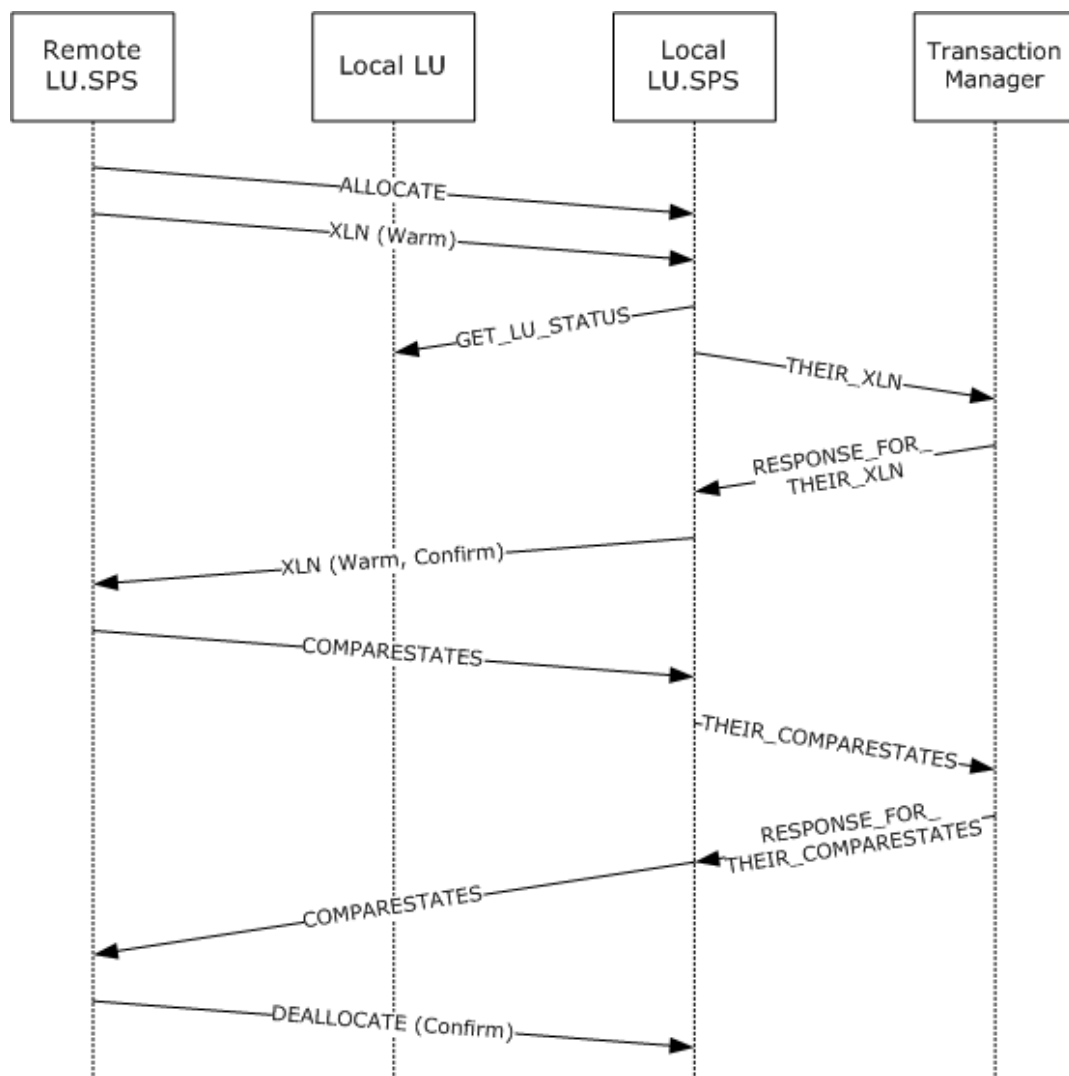 Remote
LU.SPS
Local LU
Local
LU.SPS
Transaction
Manager
ALLOCATE
XLN (Warm)
GET_LU_STATUS
THEIR_XLN
RESPONSE_FOR_
THEIR_XLN
XLN (Warm, Confirm)
COMPARESTATES
THEIR_COMPARESTATES
RESPONSE_FOR_
THEIR_COMPARESTATES
COMPARESTATES
DEALLOCATE (Confirm)